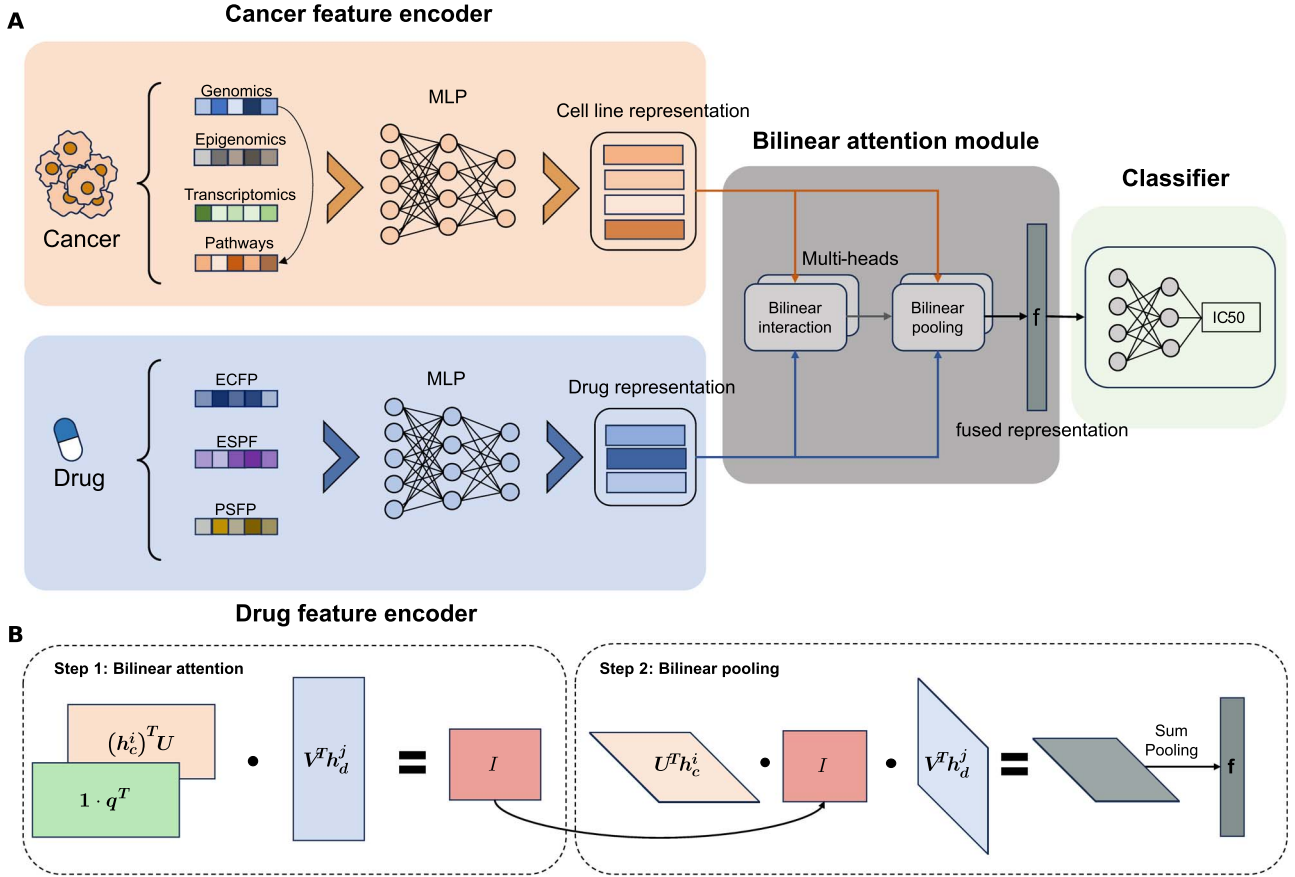 A
Cancer feature encoder
Cancer
Genomics
Epigenomics
Transcriptomics
Pathways
MLP
Cell line representation
Drug
ECFP
ESPF
PSFP
MLP
Drug representation
Drug feature encoder
Bilinear attention module
Multi-heads
Bilinear
interaction
Bilinear
pooling
f
fused representation
Classifier
IC50
B
Step 1: Bilinear attention
(h_c^i)^T U
1 · q^T
•
V^T h_d^j
=
I
Step 2: Bilinear pooling
U^T h_c^i
•
I
•
V^T h_d^j
=
Sum
Pooling
f